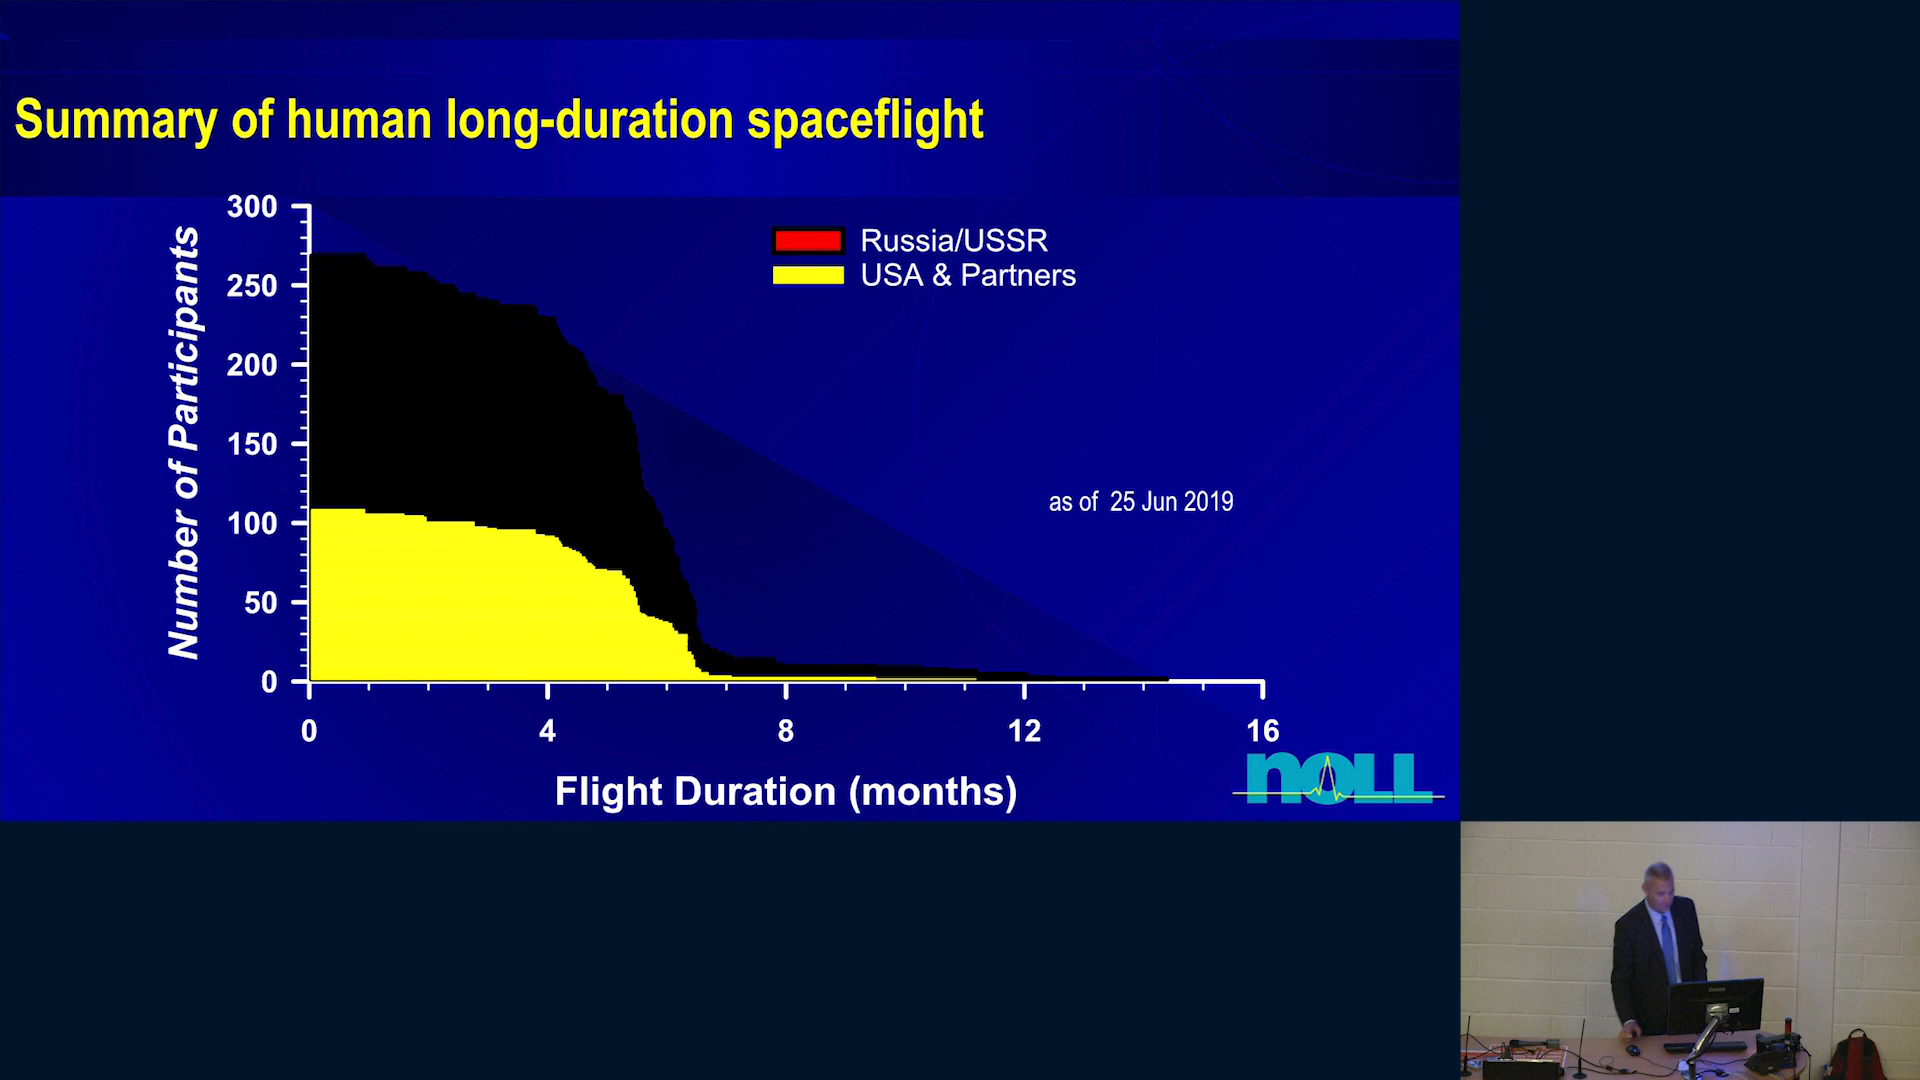 Summary of human long-duration spaceflight
300
250
200
150
100
50
0
Number of Participants
Russia/USSR
USA & Partners
as of 25 Jun 2019
0 4 8 12 16
Flight Duration (months)
nOLL